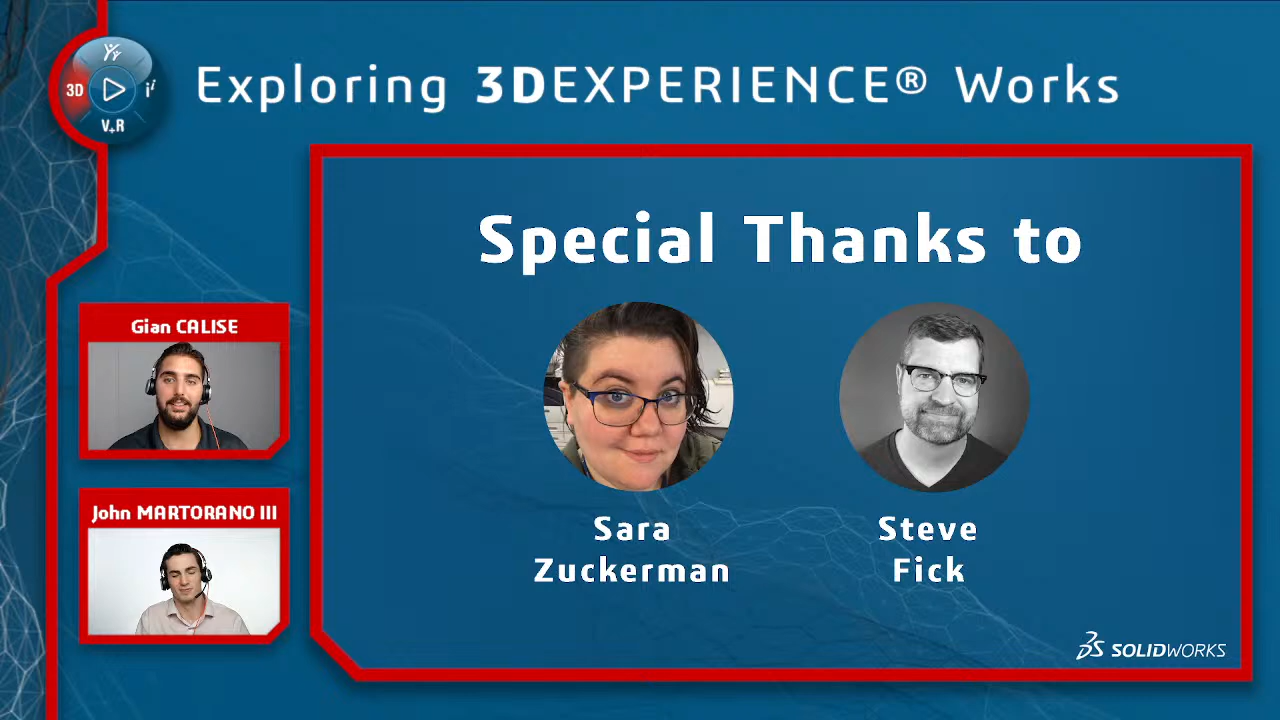 Exploring 3DEXPERIENCE® Works
3D
V+R
Special Thanks to
Gian CALISE
John MARTORANO III
Sara
Zuckerman
Steve
Fick
SOLIDWORKS